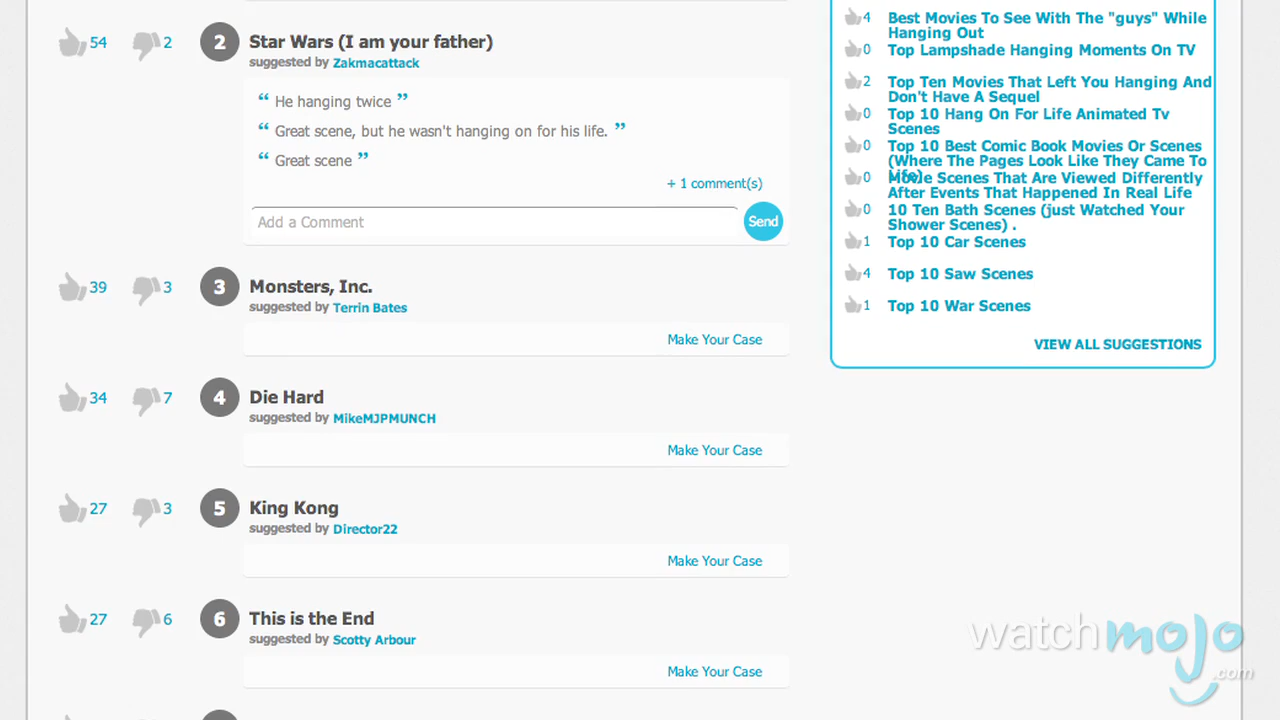 54
2
2
Star Wars (I am your father)
suggested by Zakmacattack
“ He hanging twice ”
“ Great scene, but he wasn't hanging on for his life. ”
“ Great scene ”
+ 1 comment(s)
Add a Comment
Send
39
3
3
Monsters, Inc.
suggested by Terrin Bates
Make Your Case
34
7
4
Die Hard
suggested by MikeMJPMUNCH
Make Your Case
27
3
5
King Kong
suggested by Director22
Make Your Case
27
6
6
This is the End
suggested by Scotty Arbour
Make Your Case
4
Best Movies To See With The "guys" While
Hanging Out
0
Top Lampshade Hanging Moments On TV
2
Top Ten Movies That Left You Hanging And
Don't Have A Sequel
0
Top 10 Hang On For Life Animated Tv
Scenes
0
Top 10 Best Comic Book Movies Or Scenes
(Where The Pages Look Like They Came To
Life)
0
Movie Scenes That Are Viewed Differently
After Events That Happened In Real Life
0
10 Ten Bath Scenes (just Watched Your
Shower Scenes) .
1
Top 10 Car Scenes
4
Top 10 Saw Scenes
1
Top 10 War Scenes
VIEW ALL SUGGESTIONS
watchmojo
.com